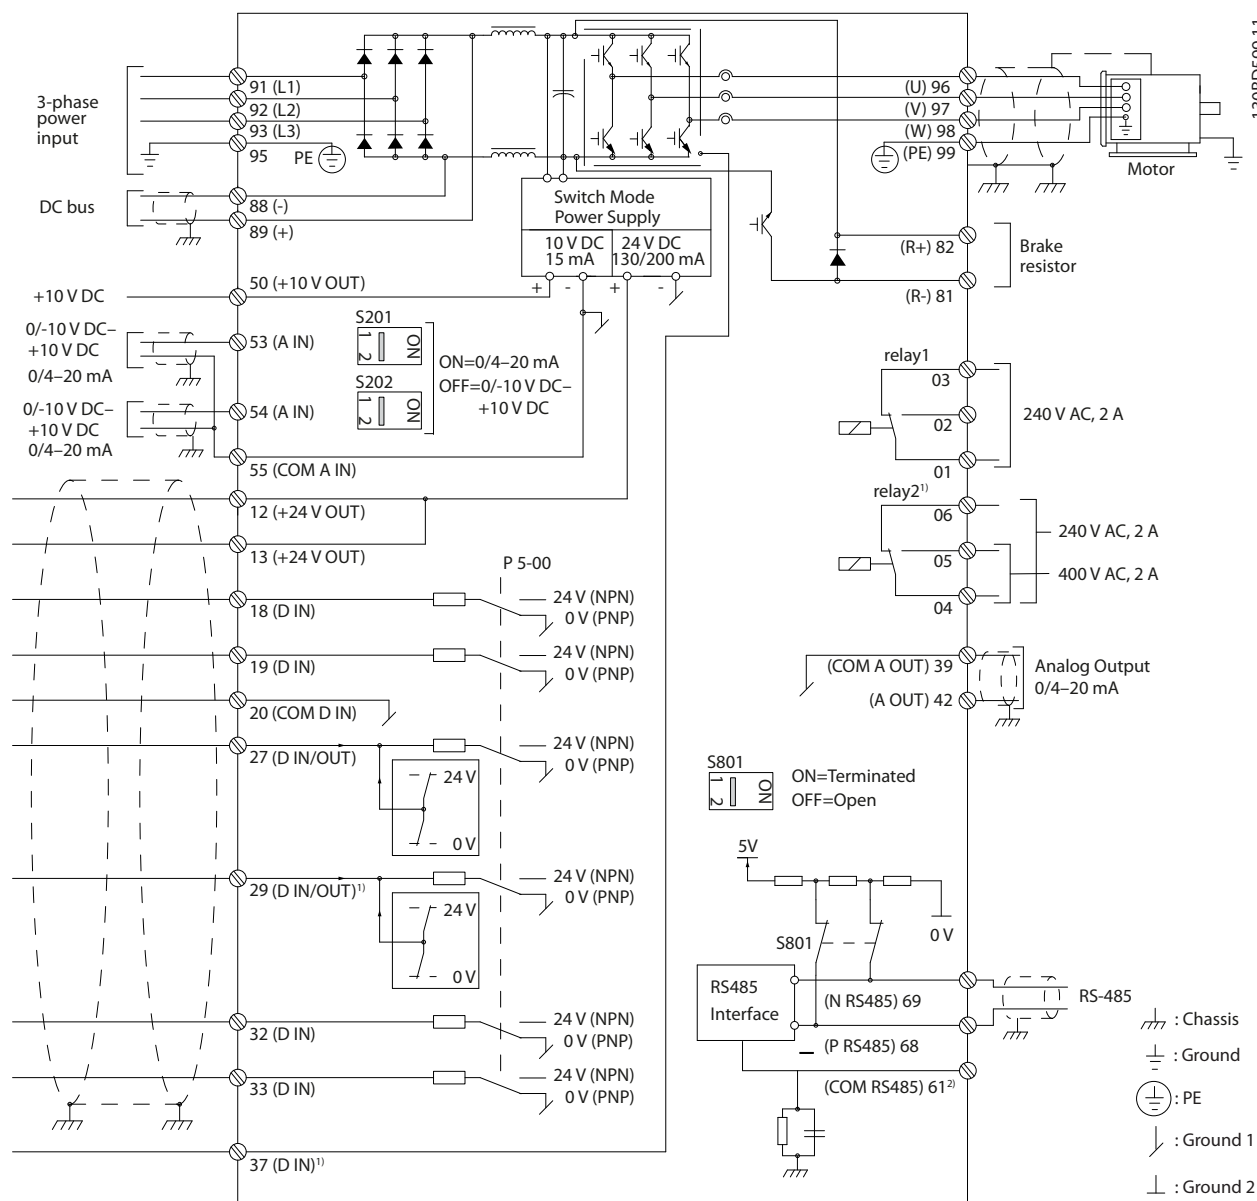 130BD599.11
3-phase
power
input
91 (L1)
92 (L2)
93 (L3)
95
PE
(U) 96
(V) 97
(W) 98
(PE) 99
Motor
DC bus
88 (-)
89 (+)
Switch Mode
Power Supply
10 V DC
15 mA
24 V DC
130/200 mA
+ - + -
(R+) 82
(R-) 81
Brake
resistor
+10 V DC
50 (+10 V OUT)
0/-10 V DC–
+10 V DC
0/4–20 mA
53 (A IN)
S201
1
2
ON
S202
1
2
ON
ON=0/4–20 mA
OFF=0/-10 V DC–
+10 V DC
0/-10 V DC–
+10 V DC
0/4–20 mA
54 (A IN)
55 (COM A IN)
relay1
03
02
01
240 V AC, 2 A
relay2¹⁾
06
05
04
240 V AC, 2 A
400 V AC, 2 A
12 (+24 V OUT)
13 (+24 V OUT)
P 5-00
18 (D IN)
24 V (NPN)
0 V (PNP)
19 (D IN)
24 V (NPN)
0 V (PNP)
20 (COM D IN)
27 (D IN/OUT)
24 V (NPN)
0 V (PNP)
24 V
0 V
29 (D IN/OUT)¹⁾
24 V (NPN)
0 V (PNP)
24 V
0 V
32 (D IN)
24 V (NPN)
0 V (PNP)
33 (D IN)
24 V (NPN)
0 V (PNP)
37 (D IN)¹⁾
(COM A OUT) 39
(A OUT) 42
Analog Output
0/4–20 mA
S801
1
2
ON
ON=Terminated
OFF=Open
5V
S801
0 V
RS485
Interface
(N RS485) 69
(P RS485) 68
(COM RS485) 61²⁾
RS-485
: Chassis
: Ground
: PE
: Ground 1
: Ground 2